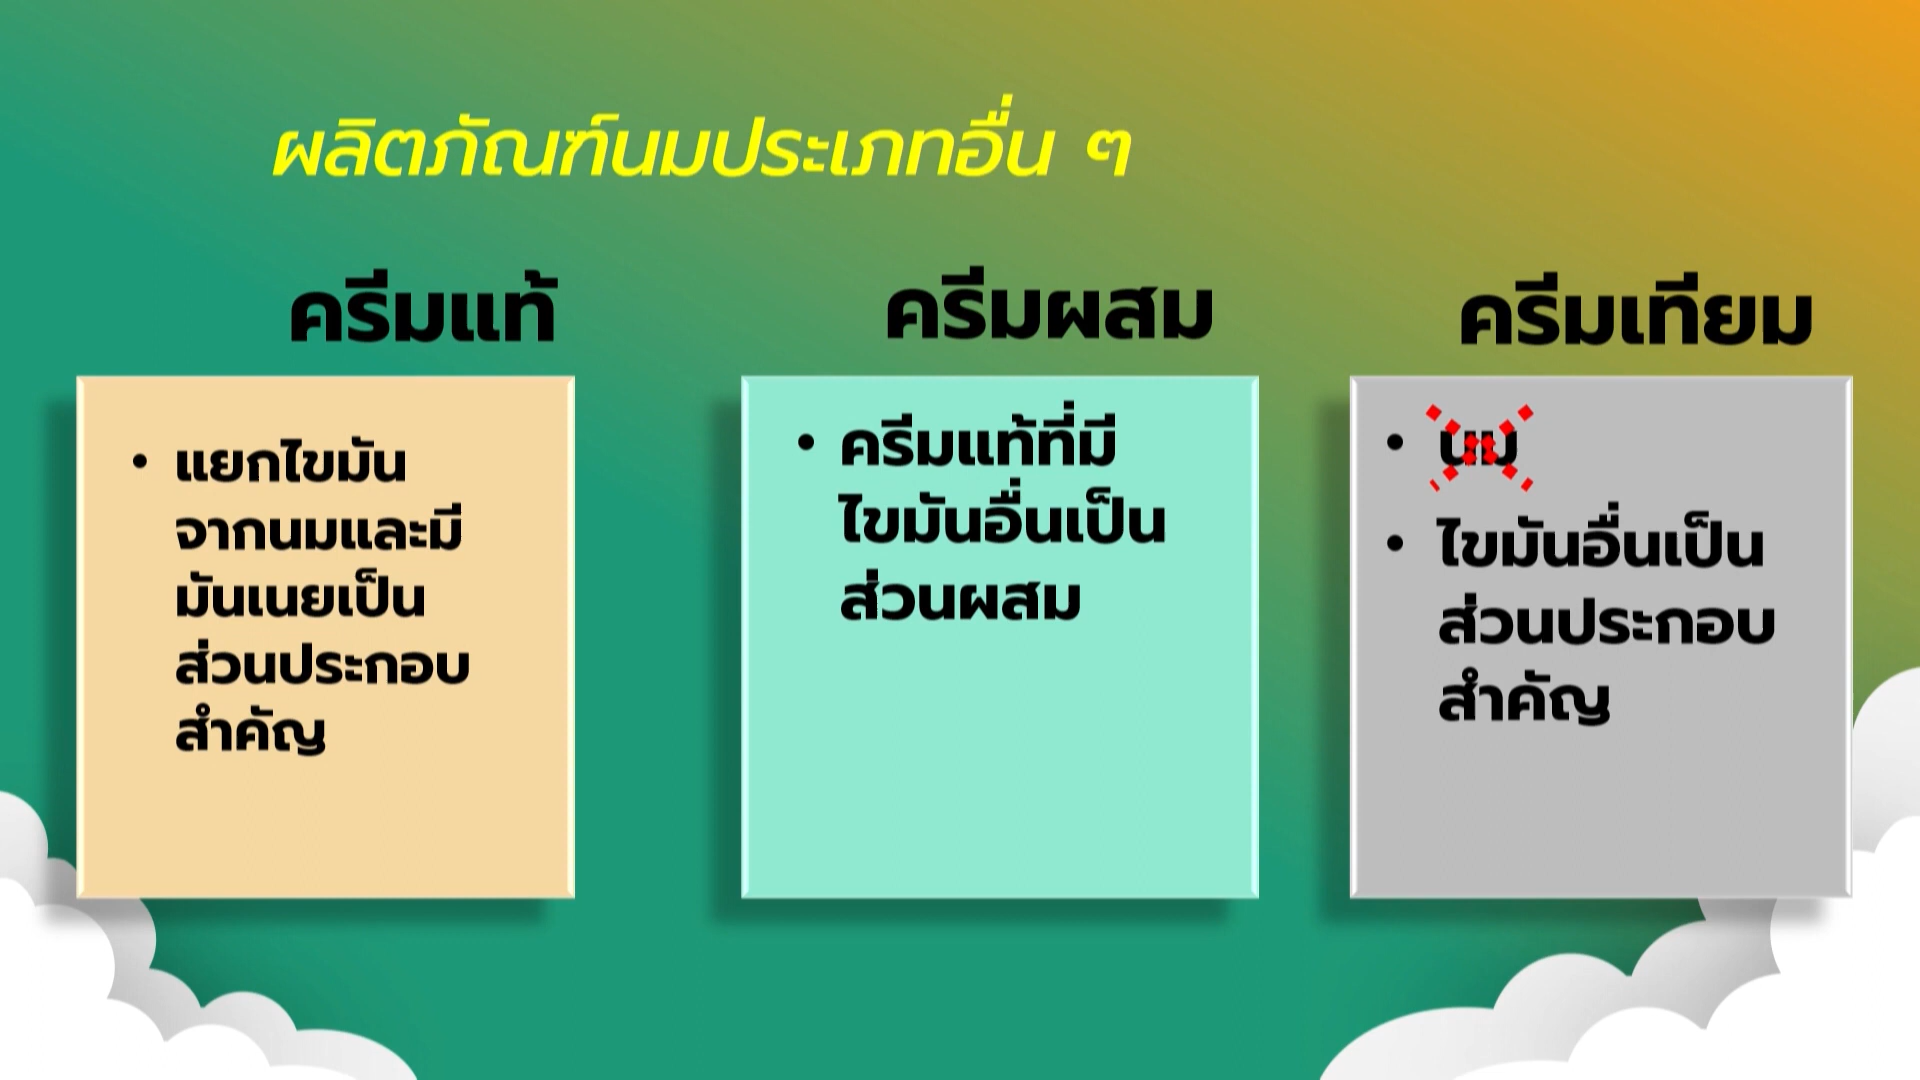 ผลิตภัณฑ์นมประเภทอื่น ๆ
ครีมแท้
• แยกไขมัน
จากนมและมี
มันเนยเป็น
ส่วนประกอบ
สำคัญ
ครีมผสม
• ครีมแท้ที่มี
ไขมันอื่นเป็น
ส่วนผสม
ครีมเทียม
• นม
• ไขมันอื่นเป็น
ส่วนประกอบ
สำคัญ